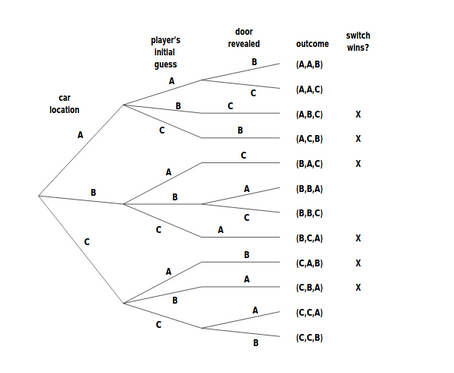 car
location
player's
initial
guess
door
revealed
outcome
switch
wins?
A
B
C
A
B
C
A
B
C
A
B
C
B
C
C
B
C
A
C
A
B
A
A
B
(A,A,B)
(A,A,C)
(A,B,C) X
(A,C,B) X
(B,A,C) X
(B,B,A)
(B,B,C)
(B,C,A) X
(C,A,B) X
(C,B,A) X
(C,C,A)
(C,C,B)